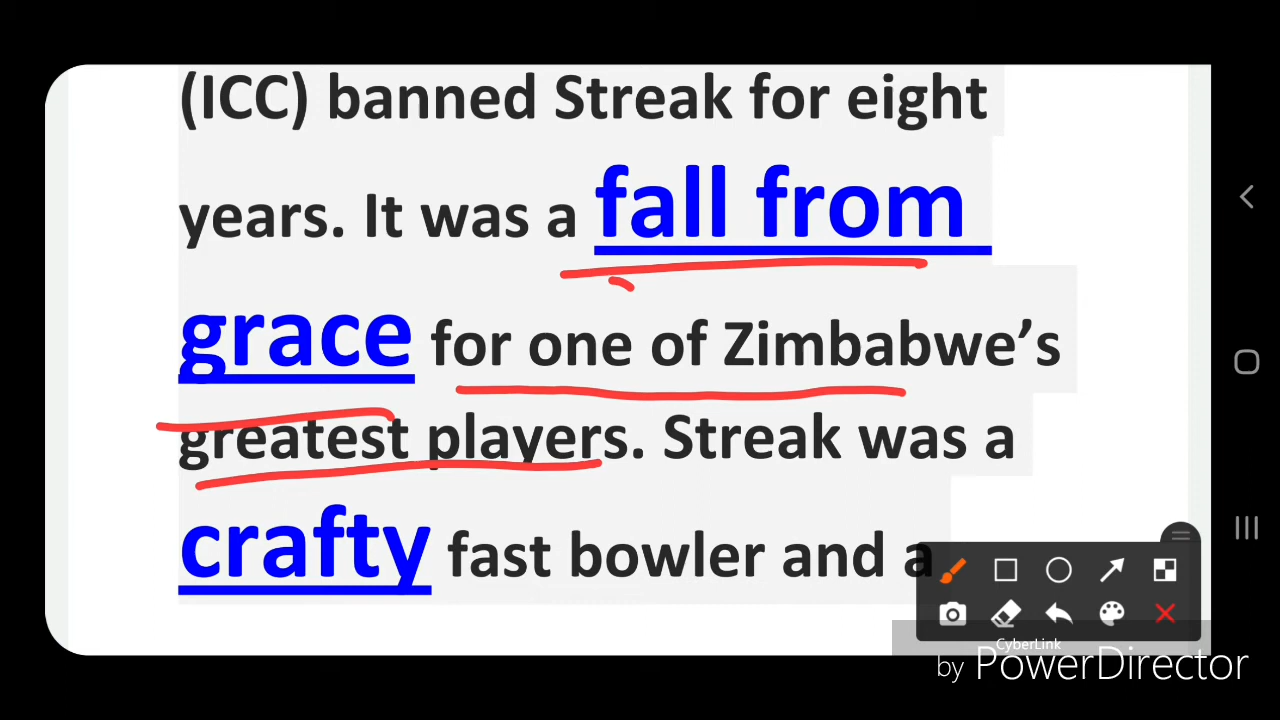 (ICC) banned Streak for eight
years. It was a fall from
grace for one of Zimbabwe’s
greatest players. Streak was a
crafty fast bowler and a
CyberLink
by PowerDirector